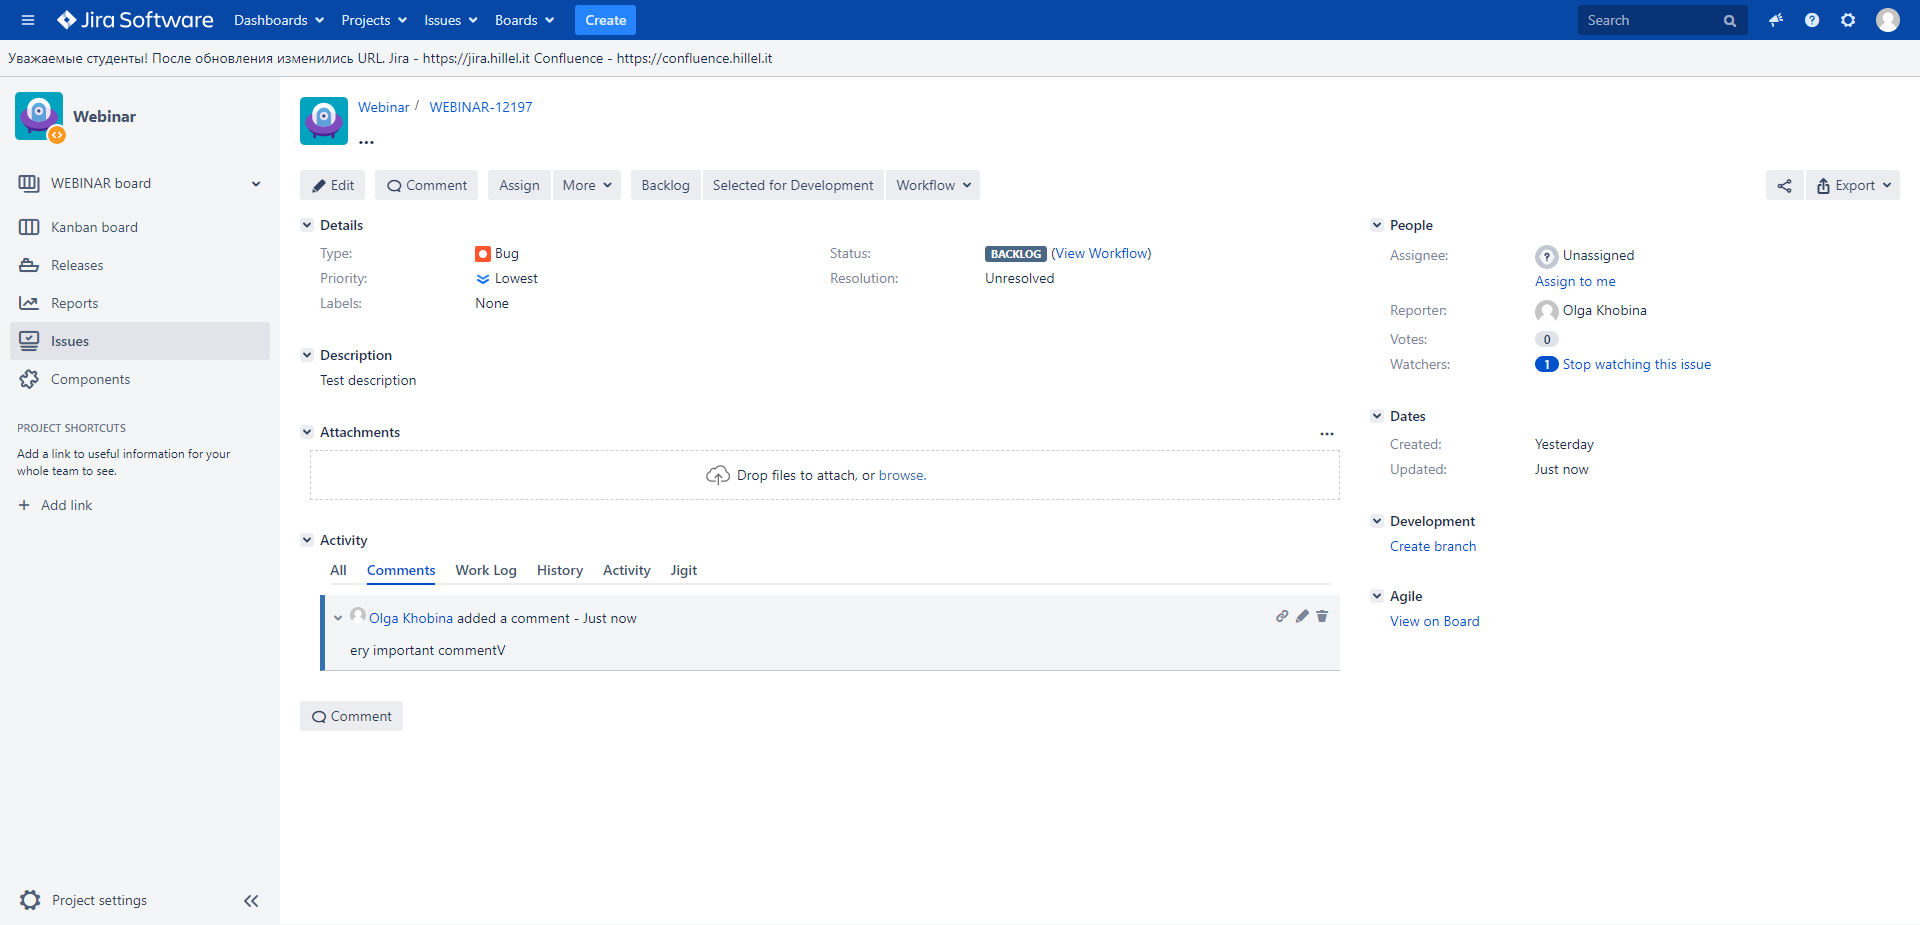 Jira Software Dashboards Projects Issues Boards Create Search
Уважаемые студенты! После обновления изменились URL. Jira - https://jira.hillel.it Confluence - https://confluence.hillel.it
Webinar
WEBINAR board
Kanban board
Releases
Reports
Issues
Components
PROJECT SHORTCUTS
Add a link to useful information for your
whole team to see.
+ Add link
Project settings
Webinar / WEBINAR-12197
...
Edit Comment Assign More Backlog Selected for Development Workflow Export
Details
Type: Bug Status: BACKLOG (View Workflow)
Priority: Lowest Resolution: Unresolved
Labels: None
Description
Test description
Attachments
Drop files to attach, or browse.
Activity
All Comments Work Log History Activity Jigit
Olga Khobina added a comment - Just now
ery important commentV
Comment
People
Assignee: ? Unassigned
Assign to me
Reporter: Olga Khobina
Votes: 0
Watchers: 1 Stop watching this issue
Dates
Created: Yesterday
Updated: Just now
Development
Create branch
Agile
View on Board